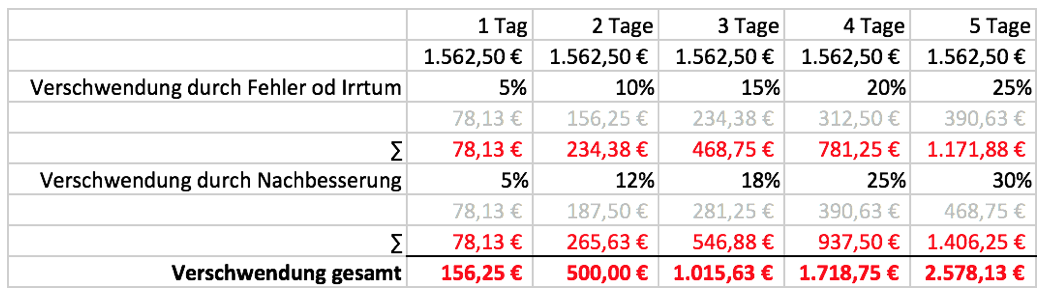 1 Tag 2 Tage 3 Tage 4 Tage 5 Tage
1.562,50 € 1.562,50 € 1.562,50 € 1.562,50 € 1.562,50 €
Verschwendung durch Fehler od Irrtum 5% 10% 15% 20% 25%
78,13 € 156,25 € 234,38 € 312,50 € 390,63 €
∑ 78,13 € 234,38 € 468,75 € 781,25 € 1.171,88 €
Verschwendung durch Nachbesserung 5% 12% 18% 25% 30%
78,13 € 187,50 € 281,25 € 390,63 € 468,75 €
∑ 78,13 € 265,63 € 546,88 € 937,50 € 1.406,25 €
Verschwendung gesamt 156,25 € 500,00 € 1.015,63 € 1.718,75 € 2.578,13 €